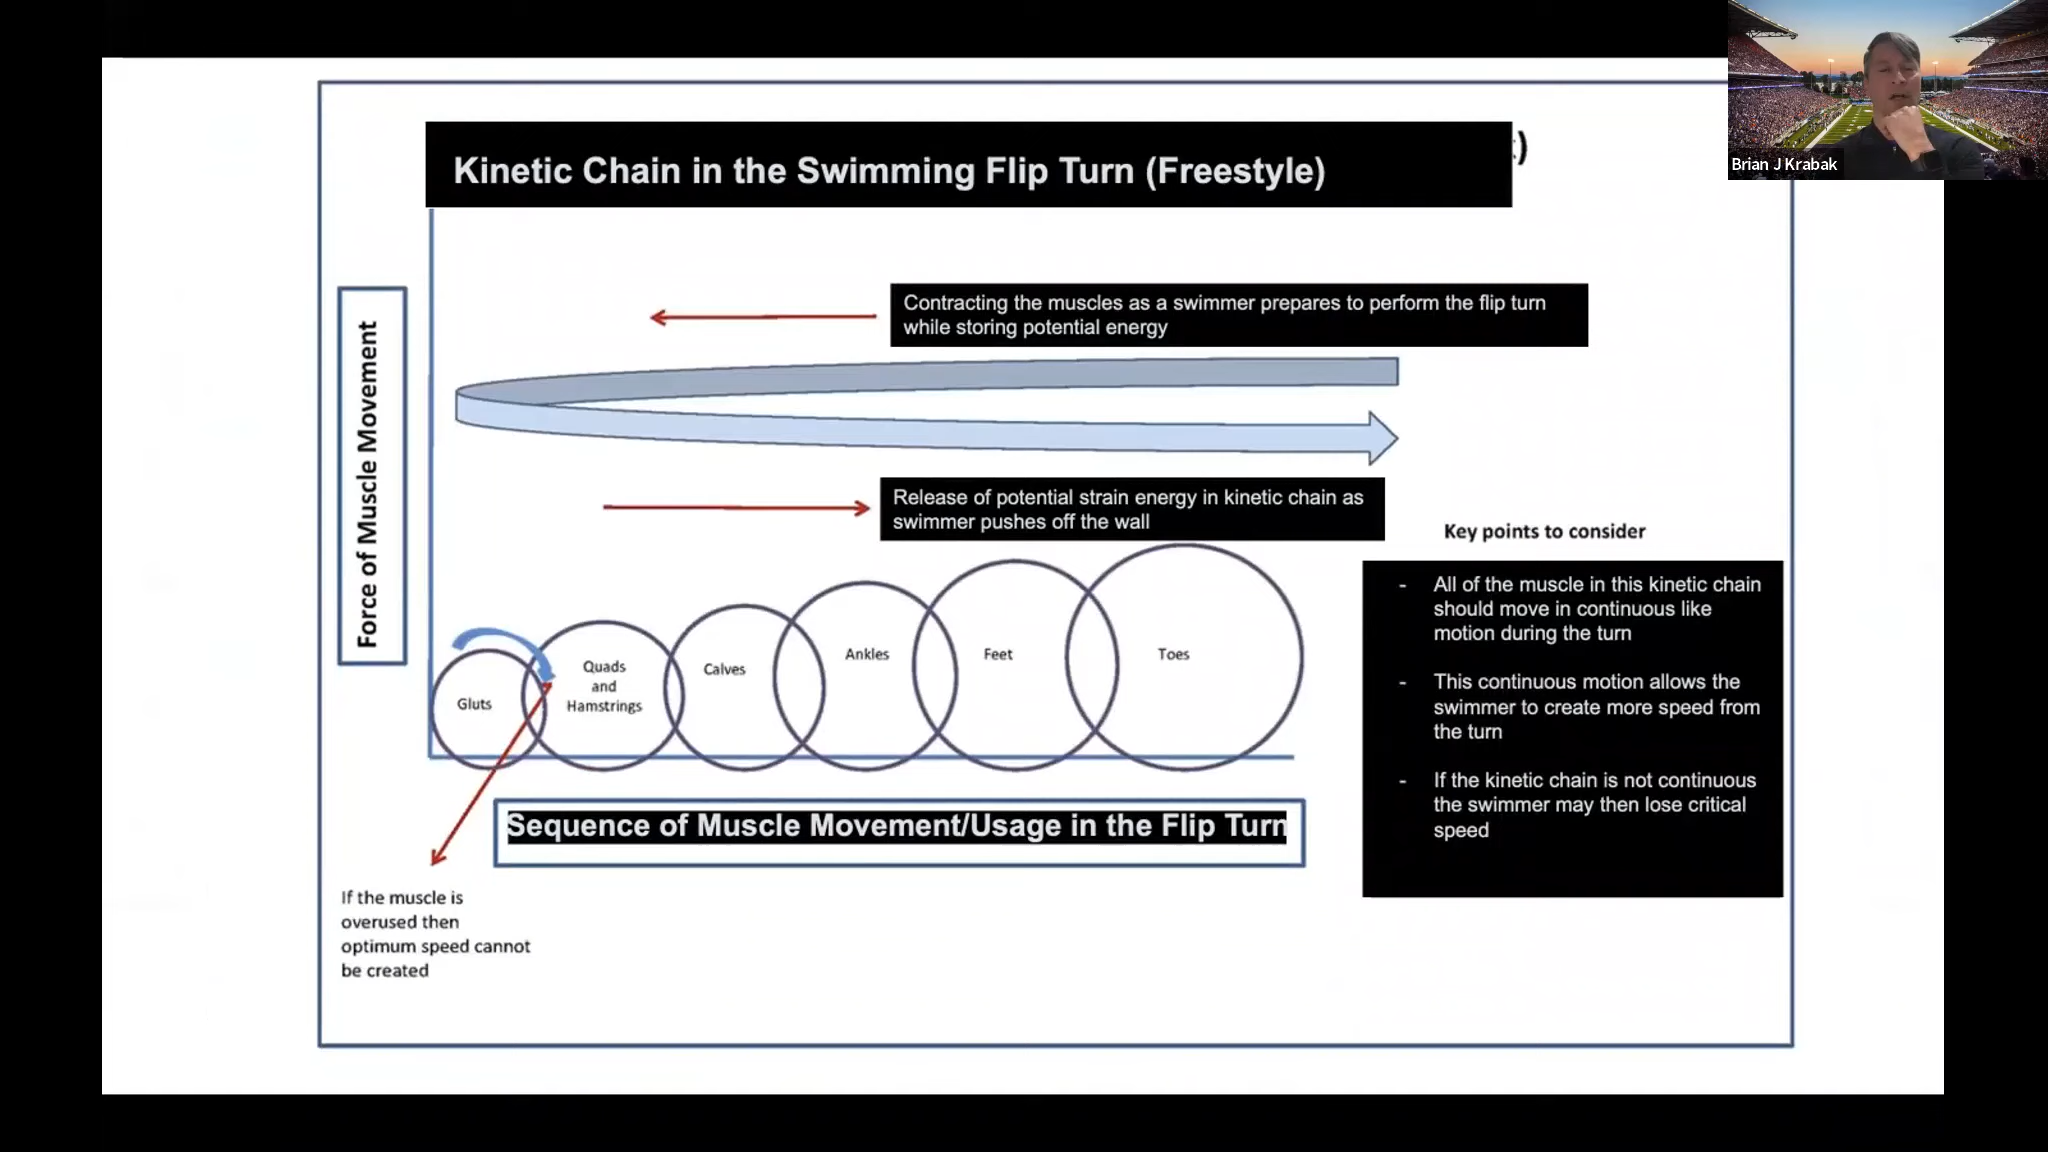 Brian J Krabak
:)
Kinetic Chain in the Swimming Flip Turn (Freestyle)
Contracting the muscles as a swimmer prepares to perform the flip turn
while storing potential energy
Force of Muscle Movement
Release of potential strain energy in kinetic chain as
swimmer pushes off the wall
Gluts
Quads
and
Hamstrings
Calves
Ankles
Feet
Toes
Key points to consider
- All of the muscle in this kinetic chain
should move in continuous like
motion during the turn
- This continuous motion allows the
swimmer to create more speed from
the turn
- If the kinetic chain is not continuous
the swimmer may then lose critical
speed
Sequence of Muscle Movement/Usage in the Flip Turn
If the muscle is
overused then
optimum speed cannot
be created